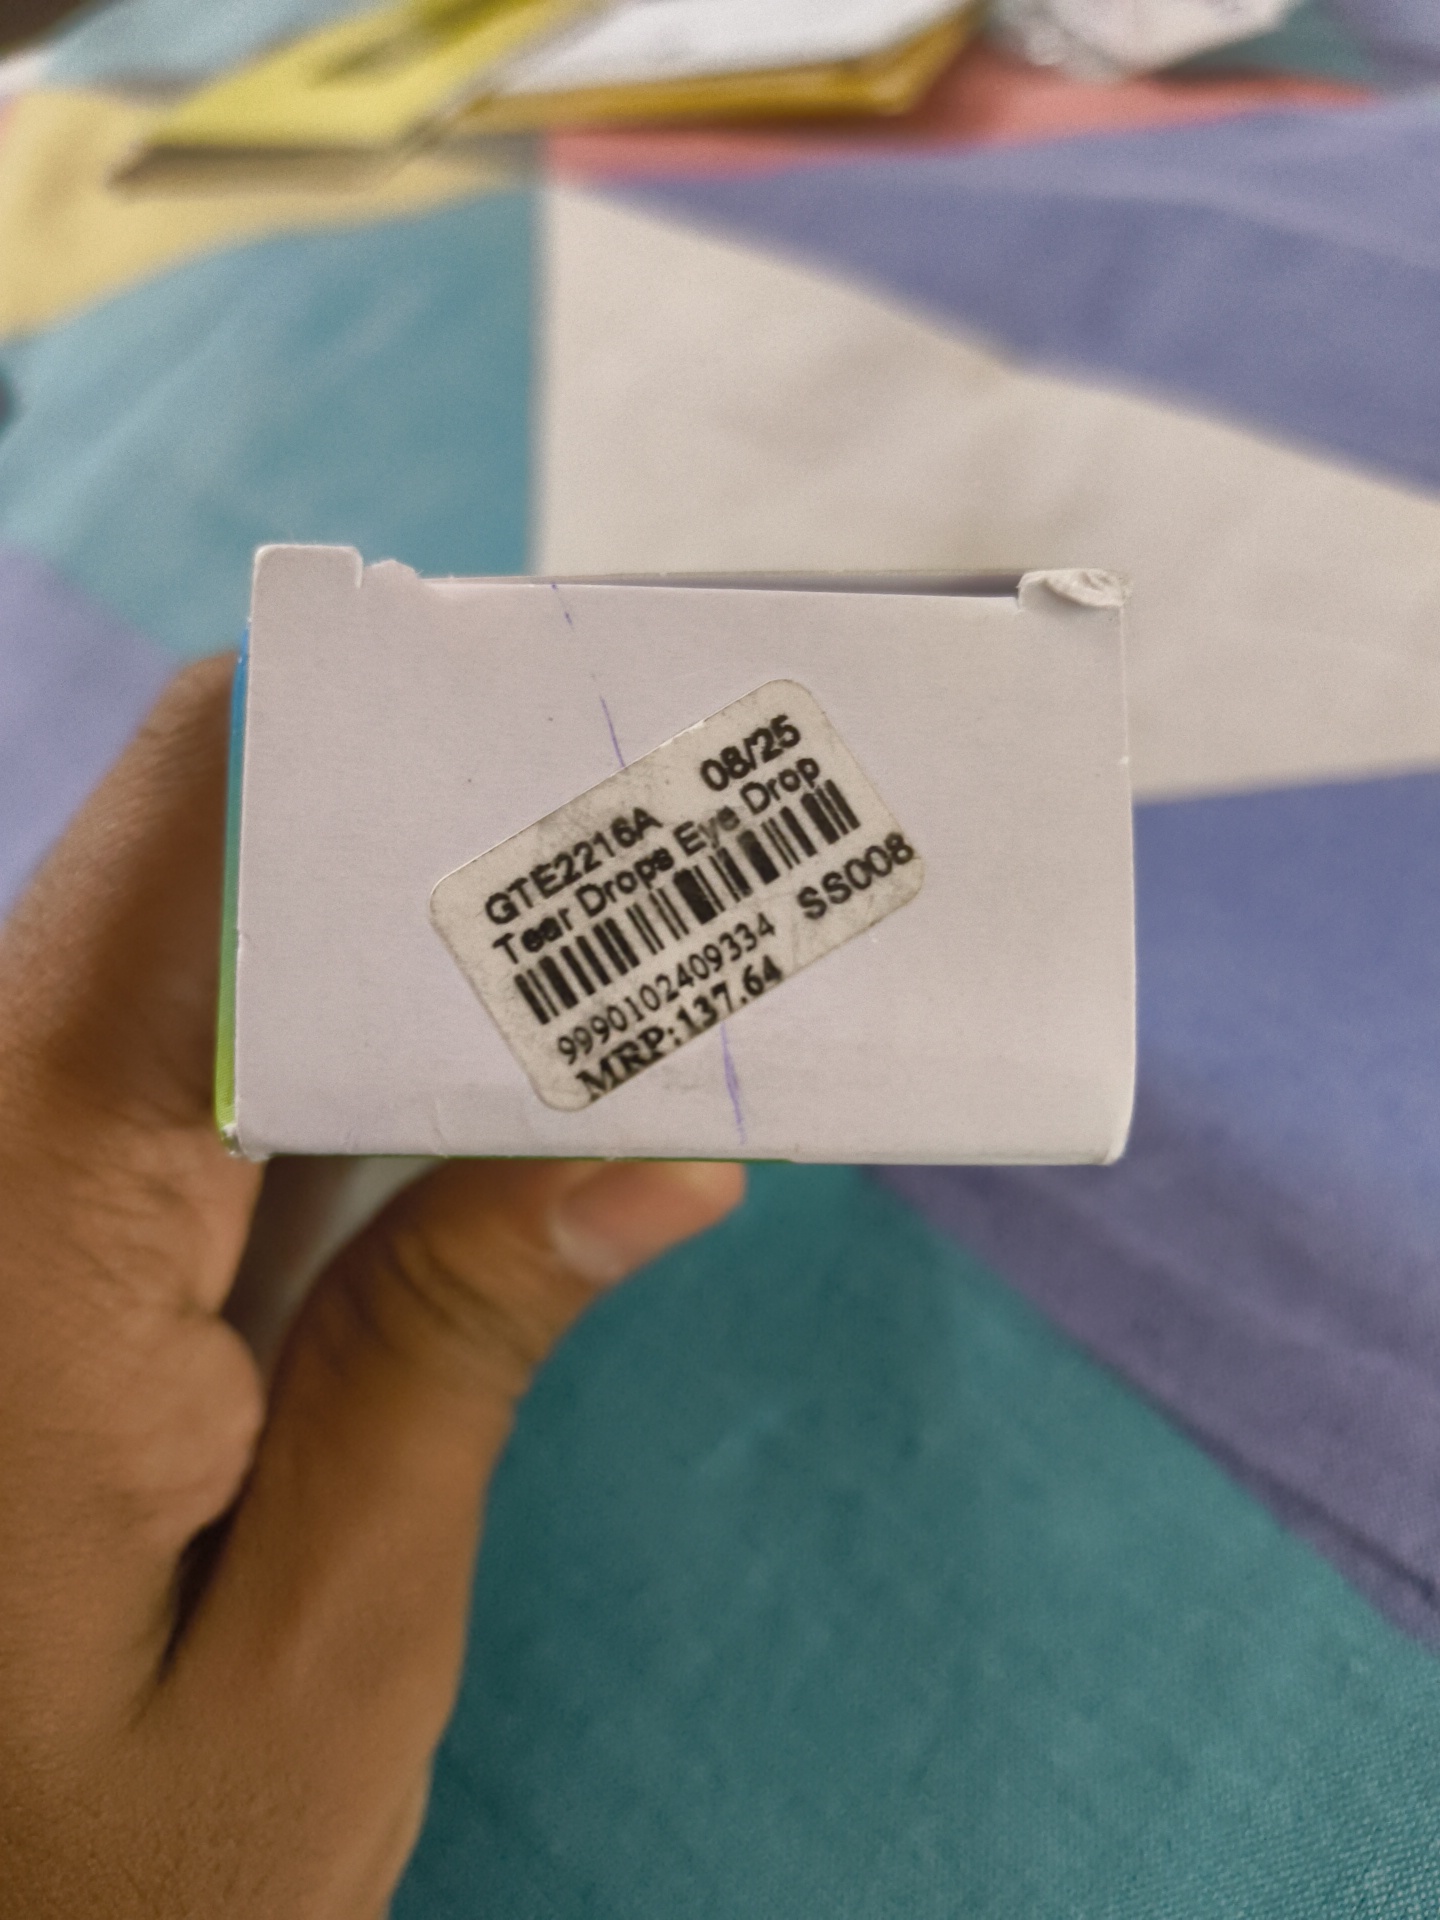 GTE2216A 08/25
Tear Drops Eye Drop
9990102409334 SS008
MRP:137.64